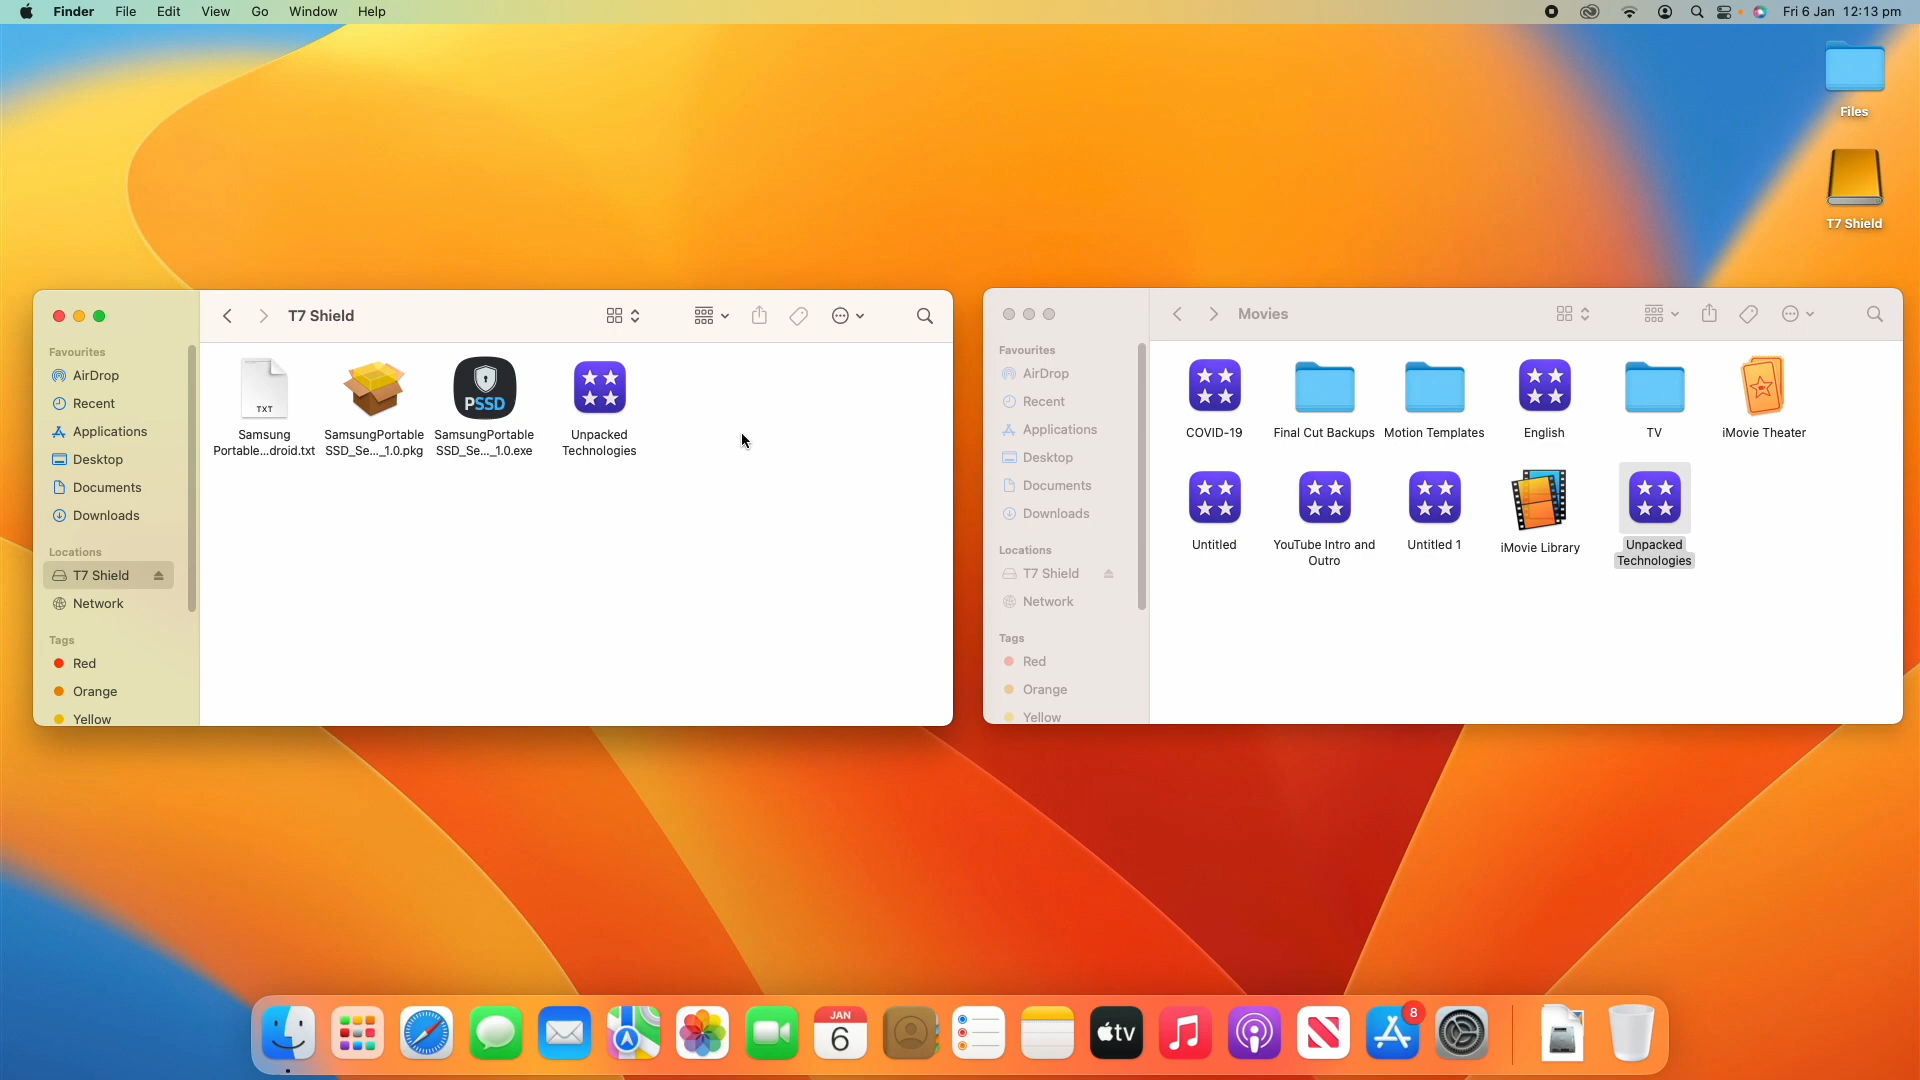 Finder File Edit View Go Window Help
Fri 6 Jan 12:13 pm
Files
T7 Shield
T7 Shield
Favourites
AirDrop
Recent
Applications
Desktop
Documents
Downloads
Locations
T7 Shield
Network
Tags
Red
Orange
Yellow
TXT
Samsung
Portable...droid.txt
SamsungPortable
SSD_Se..._1.0.pkg
PSSD
SamsungPortable
SSD_Se..._1.0.exe
Unpacked
Technologies
Movies
Favourites
AirDrop
Recent
Applications
Desktop
Documents
Downloads
Locations
T7 Shield
Network
Tags
Red
Orange
Yellow
COVID-19
Final Cut Backups
Motion Templates
English
TV
iMovie Theater
Untitled
YouTube Intro and
Outro
Untitled 1
iMovie Library
Unpacked
Technologies
JAN
6
tv
8